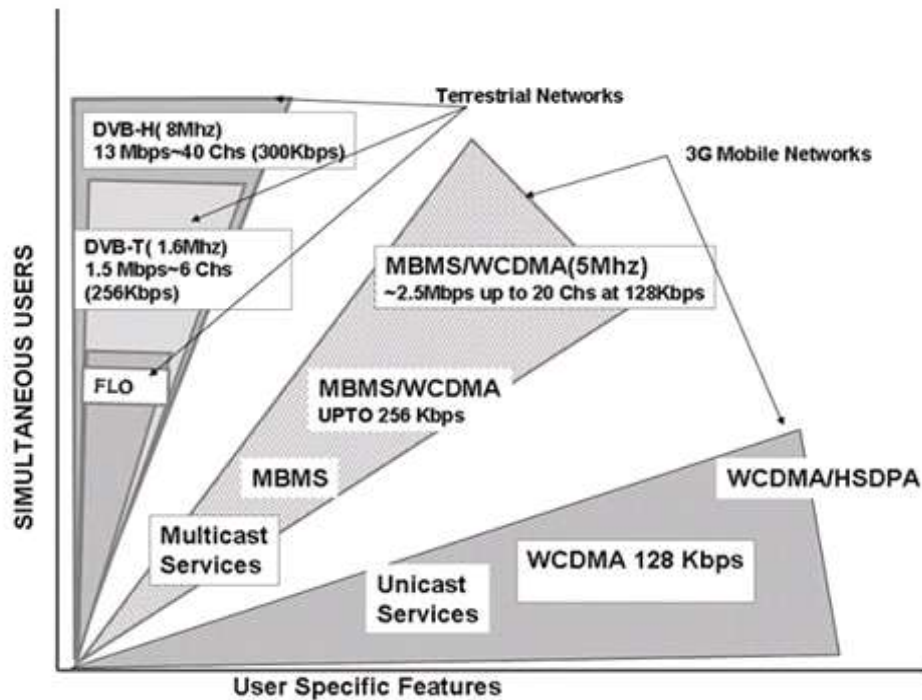 Terrestrial Networks
DVB-H( 8Mhz)
13 Mbps~40 Chs (300Kbps)
3G Mobile Networks
DVB-T( 1.6Mhz)
1.5 Mbps~6 Chs
(256Kbps)
MBMS/WCDMA(5Mhz)
~2.5Mbps up to 20 Chs at 128Kbps
FLO
MBMS/WCDMA
UPTO 256 Kbps
SIMULTANEOUS USERS
MBMS
WCDMA/HSDPA
Multicast
Services
WCDMA 128 Kbps
Unicast
Services
User Specific Features